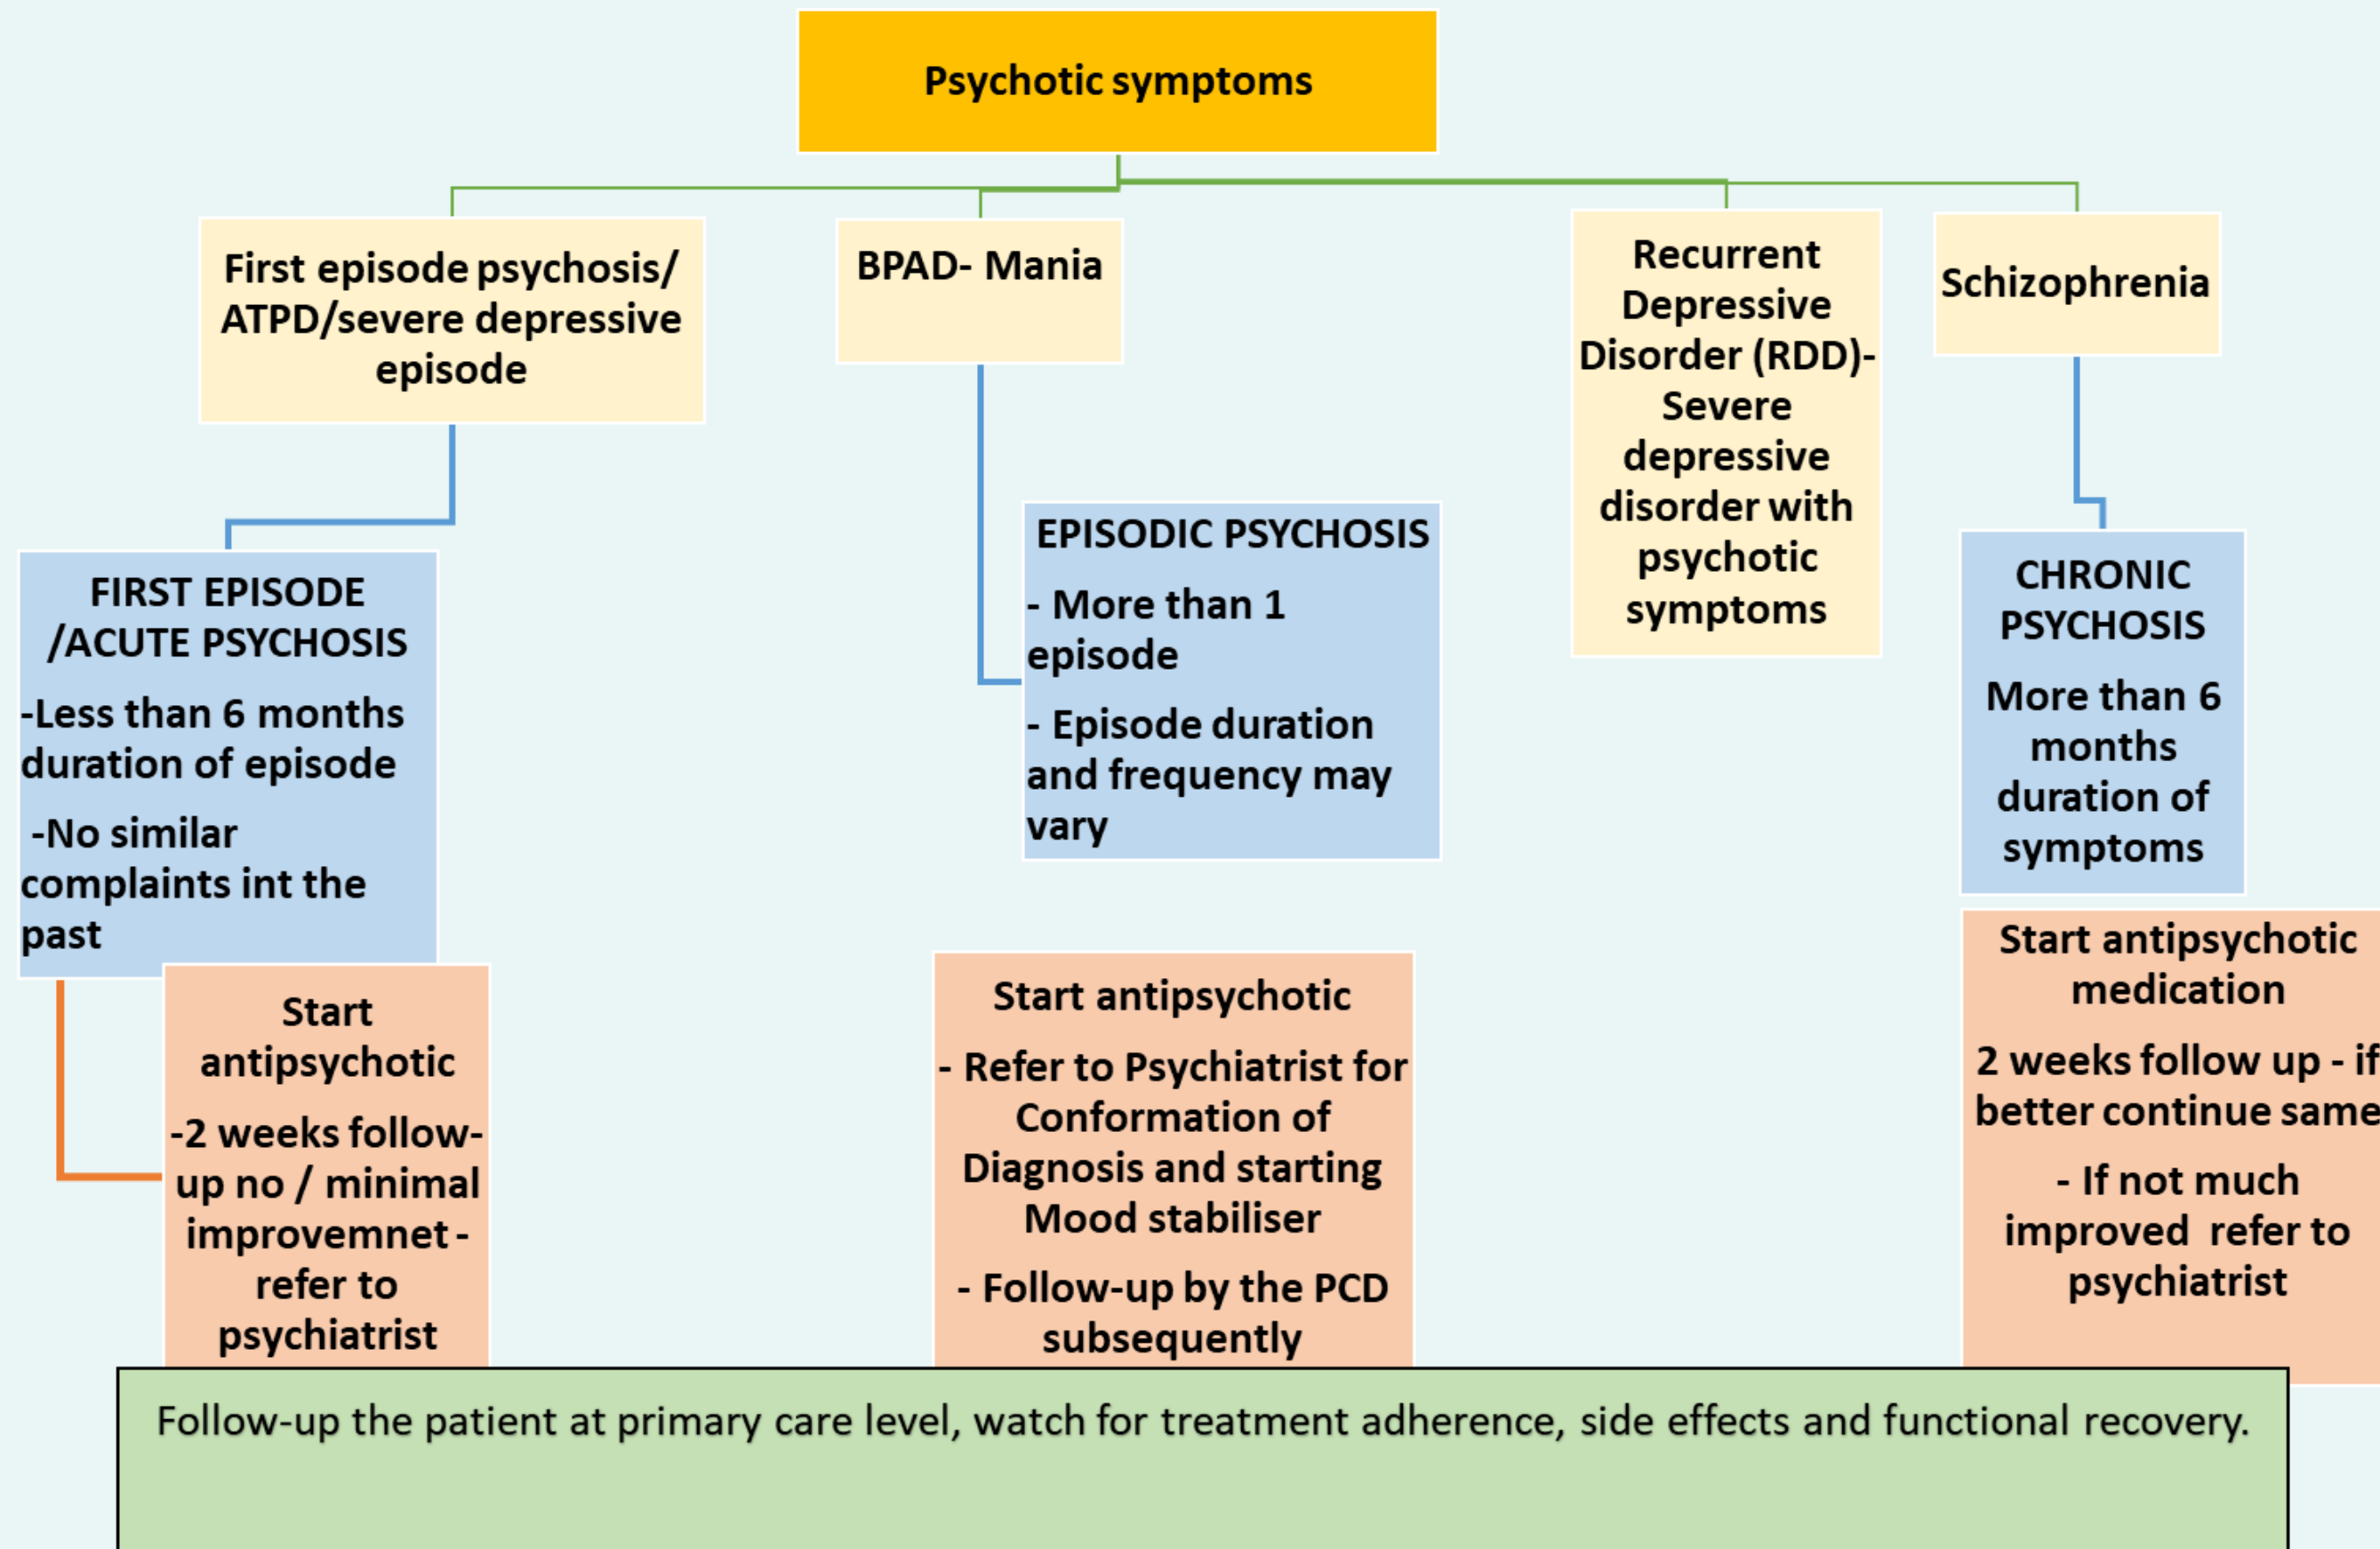 Psychotic symptoms
First episode psychosis/
ATPD/severe depressive
episode
BPAD- Mania
Recurrent
Depressive
Disorder (RDD)-
Severe
depressive
disorder with
psychotic
symptoms
Schizophrenia
FIRST EPISODE
/ACUTE PSYCHOSIS
-Less than 6 months
duration of episode
-No similar
complaints int the
past
EPISODIC PSYCHOSIS
- More than 1
episode
- Episode duration
and frequency may
vary
CHRONIC
PSYCHOSIS
More than 6
months
duration of
symptoms
Start
antipsychotic
-2 weeks follow-
up no / minimal
improvemnet -
refer to
psychiatrist
Start antipsychotic
- Refer to Psychiatrist for
Conformation of
Diagnosis and starting
Mood stabiliser
- Follow-up by the PCD
subsequently
Start antipsychotic
medication
2 weeks follow up - if
better continue same
- If not much
improved refer to
psychiatrist
Follow-up the patient at primary care level, watch for treatment adherence, side effects and functional recovery.